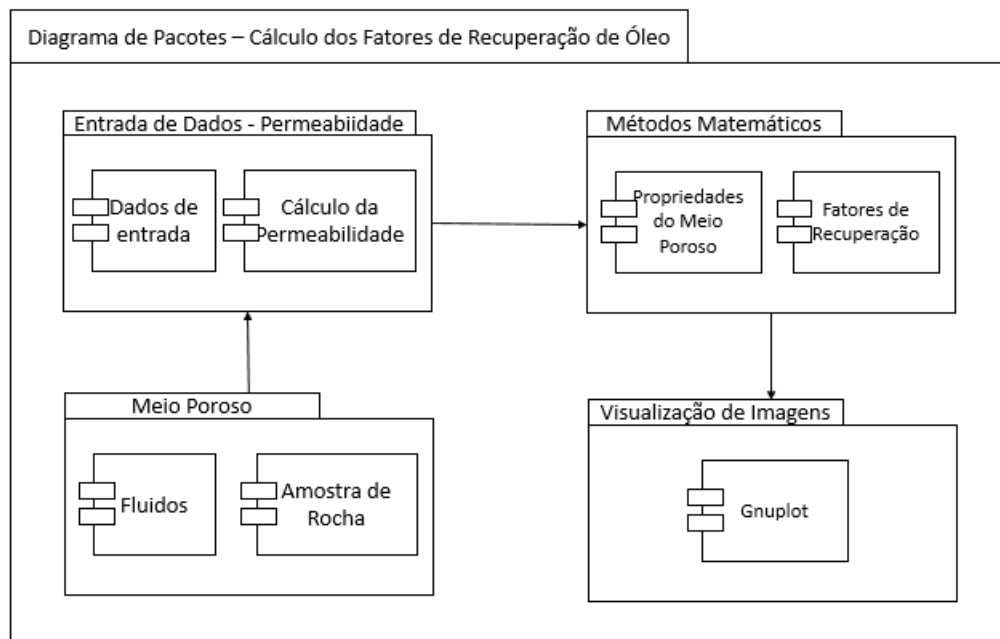 Diagrama de Pacotes – Cálculo dos Fatores de Recuperação de Óleo
Entrada de Dados - Permeabiidade
Dados de
entrada
Cálculo da
Permeabilidade
Métodos Matemáticos
Propriedades
do Meio
Poroso
Fatores de
Recuperação
Meio Poroso
Fluidos
Amostra de
Rocha
Visualização de Imagens
Gnuplot